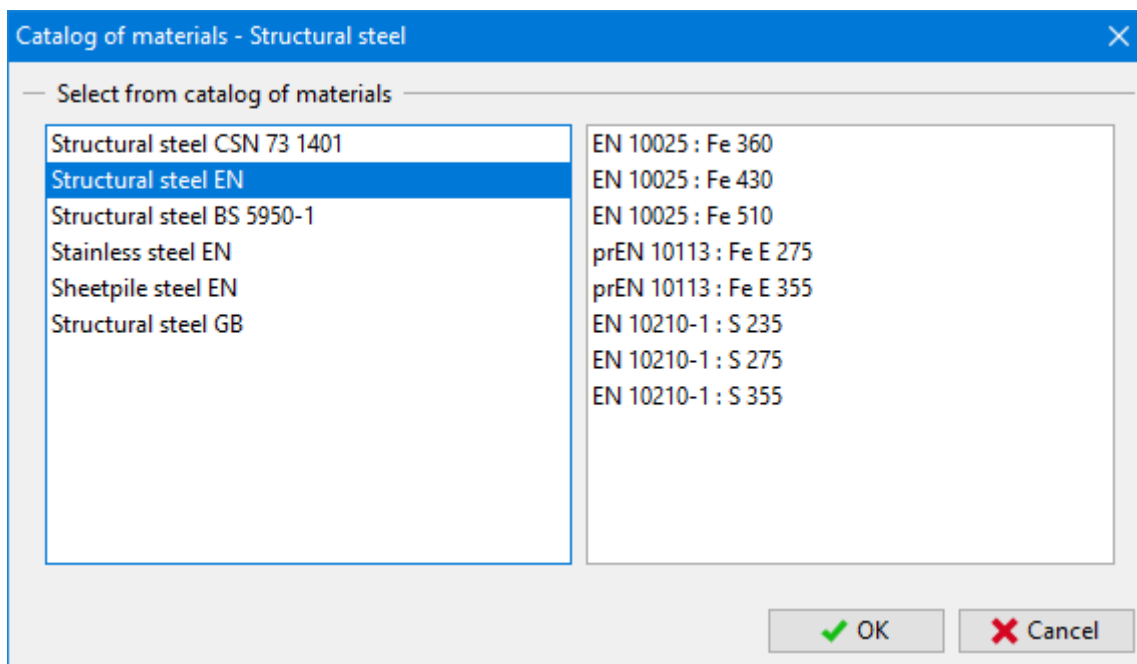 Catalog of materials - Structural steel
Select from catalog of materials
Structural steel CSN 73 1401
Structural steel EN
Structural steel BS 5950-1
Stainless steel EN
Sheetpile steel EN
Structural steel GB
EN 10025 : Fe 360
EN 10025 : Fe 430
EN 10025 : Fe 510
prEN 10113 : Fe E 275
prEN 10113 : Fe E 355
EN 10210-1 : S 235
EN 10210-1 : S 275
EN 10210-1 : S 355
OK
Cancel